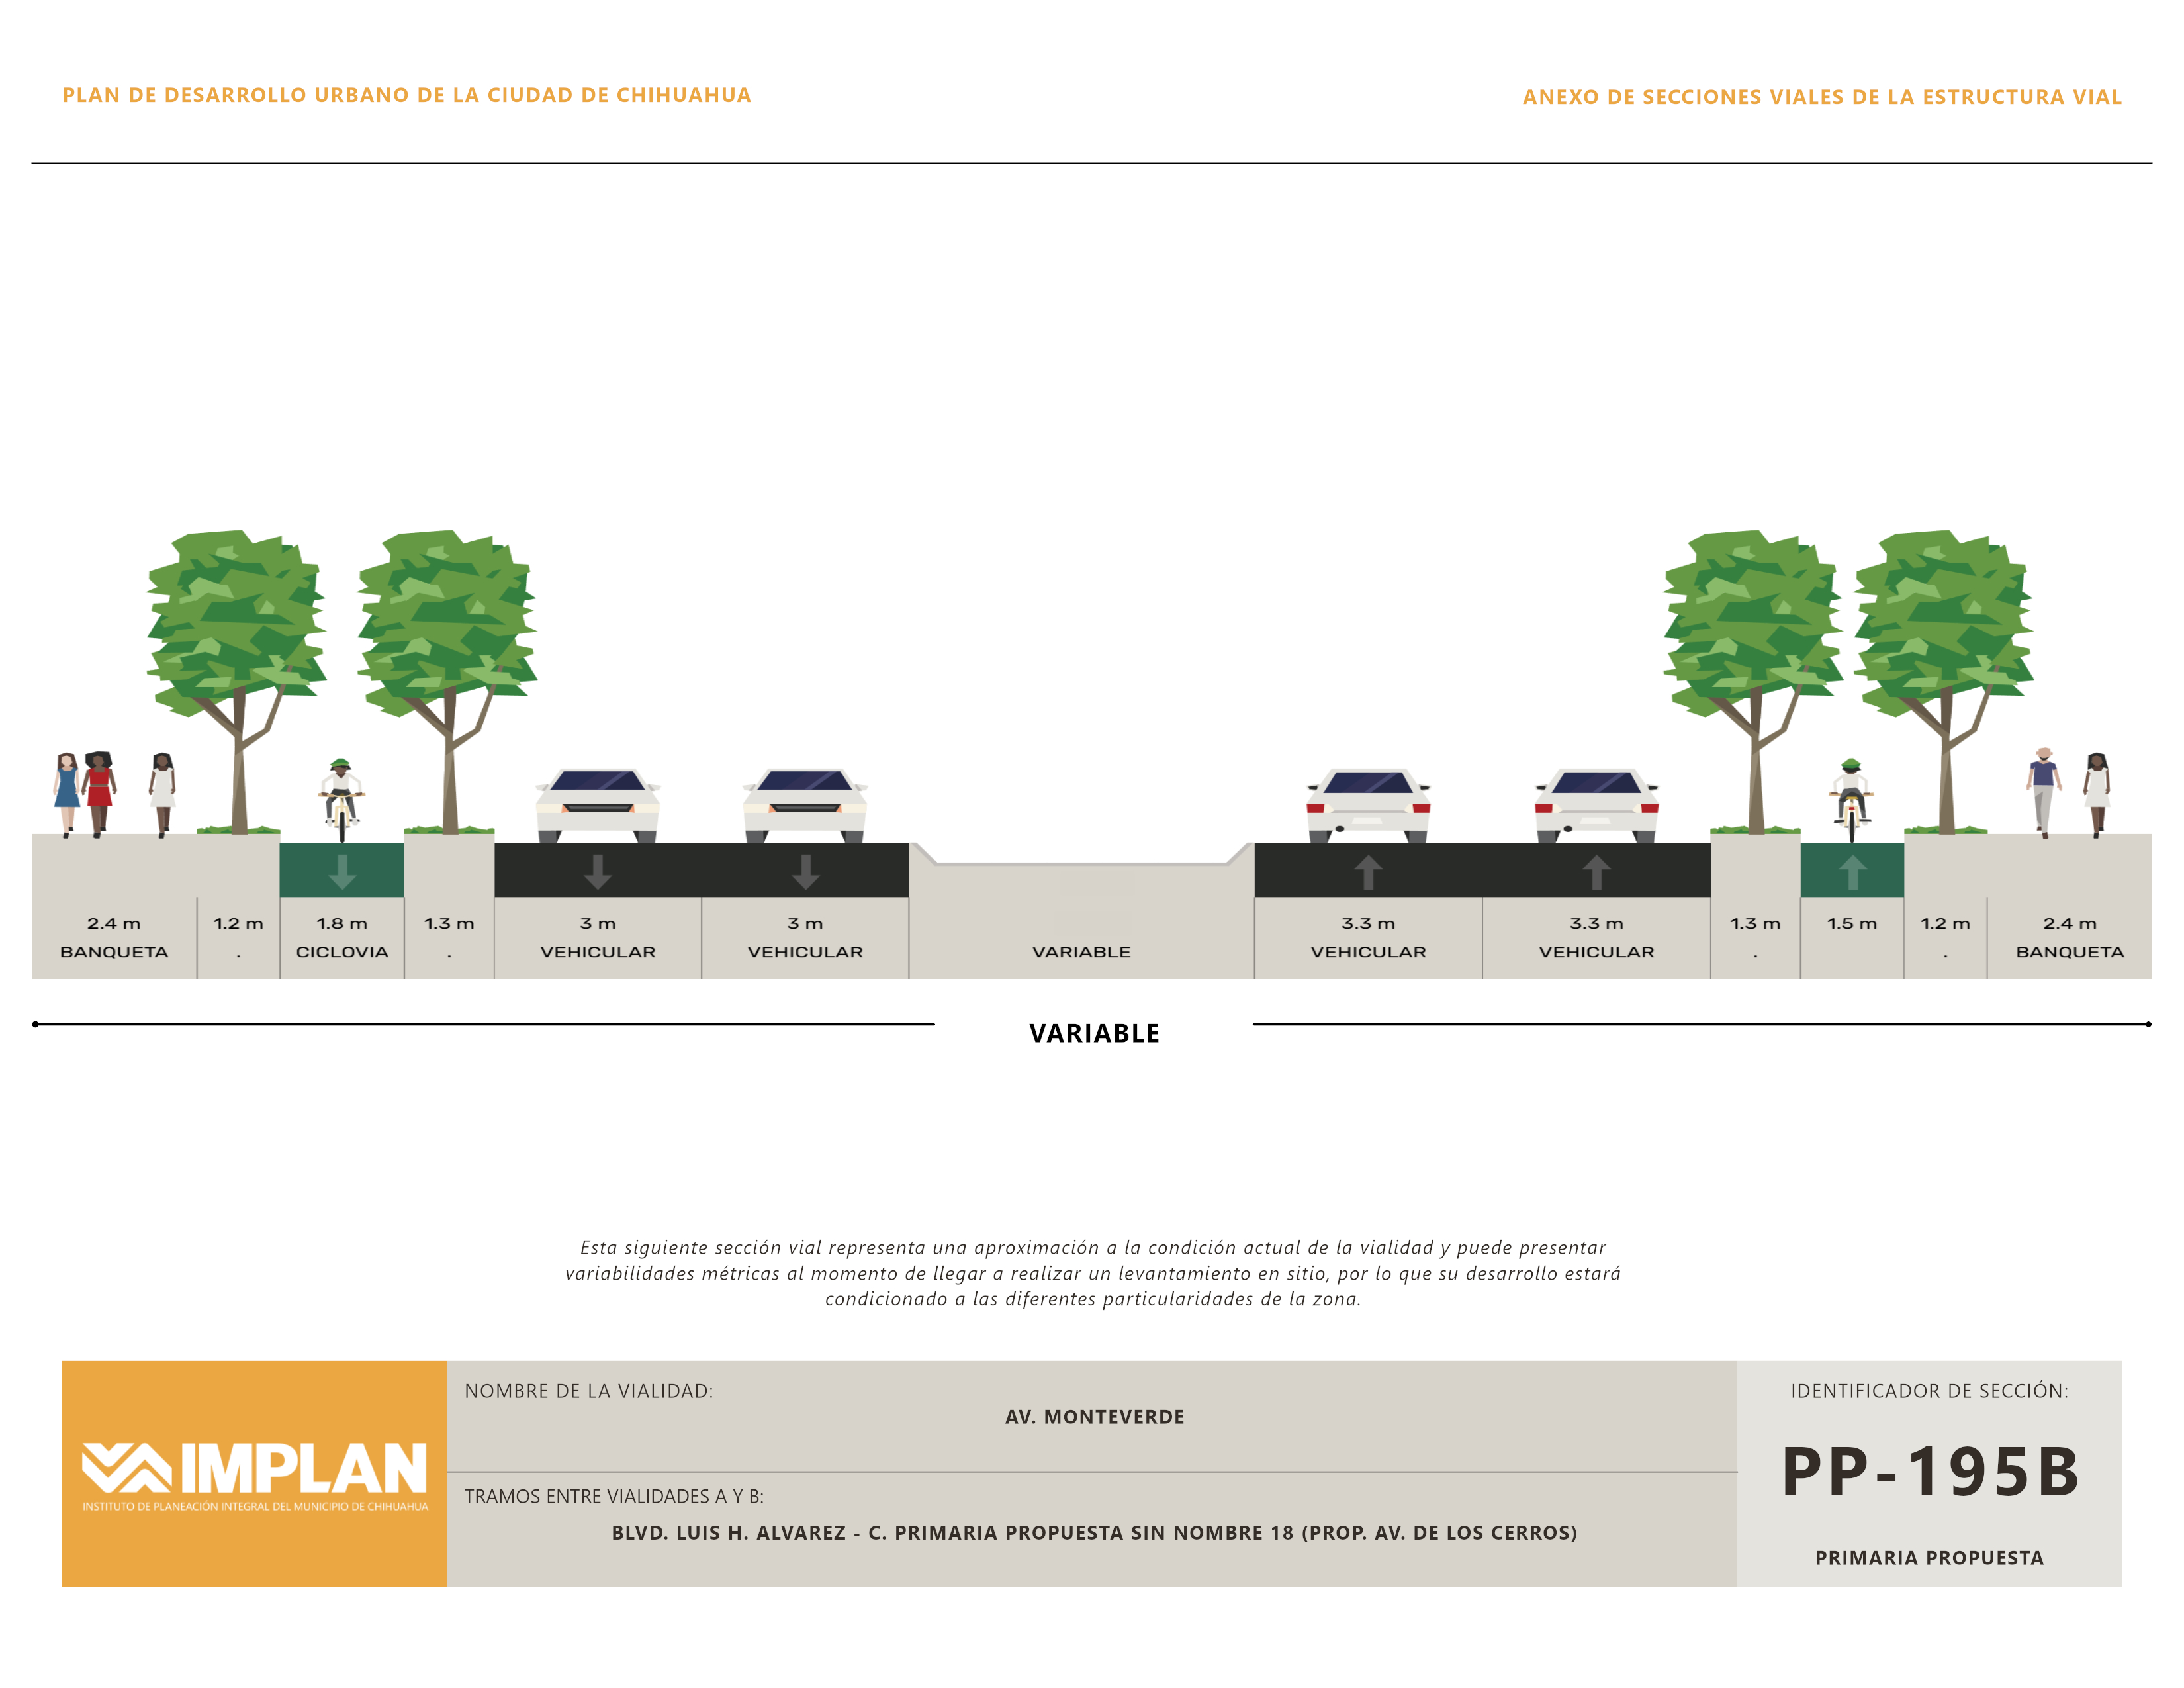 PLAN DE DESARROLLO URBANO DE LA CIUDAD DE CHIHUAHUA
ANEXO DE SECCIONES VIALES DE LA ESTRUCTURA VIAL
2.4 m 1.2 m 1.8 m 1.3 m 3 m 3 m 3.3 m 3.3 m 1.3 m 1.5 m 1.2 m 2.4 m
BANQUETA . CICLOVIA . VEHICULAR VEHICULAR VARIABLE VEHICULAR VEHICULAR . . BANQUETA
VARIABLE
Esta siguiente sección vial representa una aproximación a la condición actual de la vialidad y puede presentar
variabilidades métricas al momento de llegar a realizar un levantamiento en sitio, por lo que su desarrollo estará
condicionado a las diferentes particularidades de la zona.
IMPLAN
INSTITUTO DE PLANEACIÓN INTEGRAL DEL MUNICIPIO DE CHIHUAHUA
NOMBRE DE LA VIALIDAD:
AV. MONTEVERDE
TRAMOS ENTRE VIALIDADES A Y B:
BLVD. LUIS H. ALVAREZ - C. PRIMARIA PROPUESTA SIN NOMBRE 18 (PROP. AV. DE LOS CERROS)
IDENTIFICADOR DE SECCIÓN:
PP-195B
PRIMARIA PROPUESTA